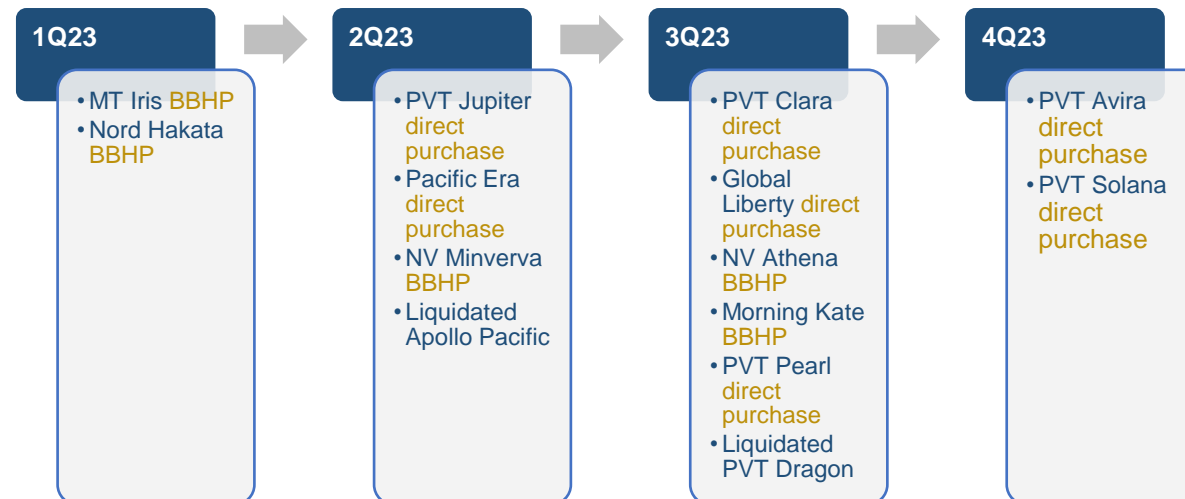 1Q23
• MT Iris BBHP
• Nord Hakata
BBHP
2Q23
• PVT Jupiter
direct
purchase
• Pacific Era
direct
purchase
• NV Minverva
BBHP
• Liquidated
Apollo Pacific
3Q23
• PVT Clara
direct
purchase
• Global
Liberty direct
purchase
• NV Athena
BBHP
• Morning Kate
BBHP
• PVT Pearl
direct
purchase
• Liquidated
PVT Dragon
4Q23
• PVT Avira
direct
purchase
• PVT Solana
direct
purchase